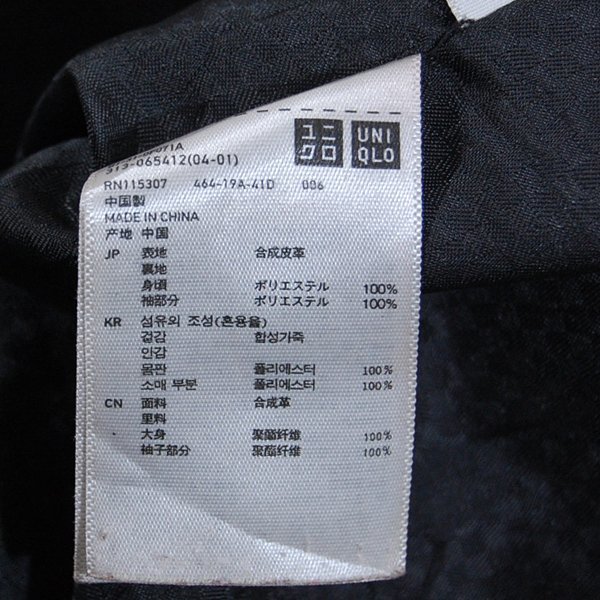 ユニ
クロ
UNI
QLO
313-065412(04-01)
RN115307 464-19A-41D 006
中国製
MADE IN CHINA
产地 中国
JP 表地 合成皮革
裏地
身頃 ポリエステル 100%
袖部分 ポリエステル 100%
KR 섬유의 조성(혼용율)
겉감 합성가죽
안감
몸판 폴리에스터 100%
소매 부분 폴리에스터 100%
CN 面料 合成革
里料
大身 聚酯纤维 100%
袖子部分 聚酯纤维 100%